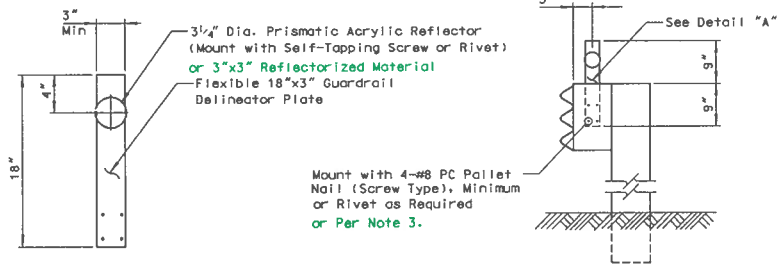 3"
Min
3 1/4" Dia. Prismatic Acrylic Reflector
(Mount with Self-Tapping Screw or Rivet)
or 3"x3" Reflectorized Material
Flexible 18"x3" Guardrail
Delineator Plate
4"
18"
See Detail "A"
9"
9"
Mount with 4-#8 PC Pallet
Nail (Screw Type), Minimum
or Rivet as Required
or Per Note 3.